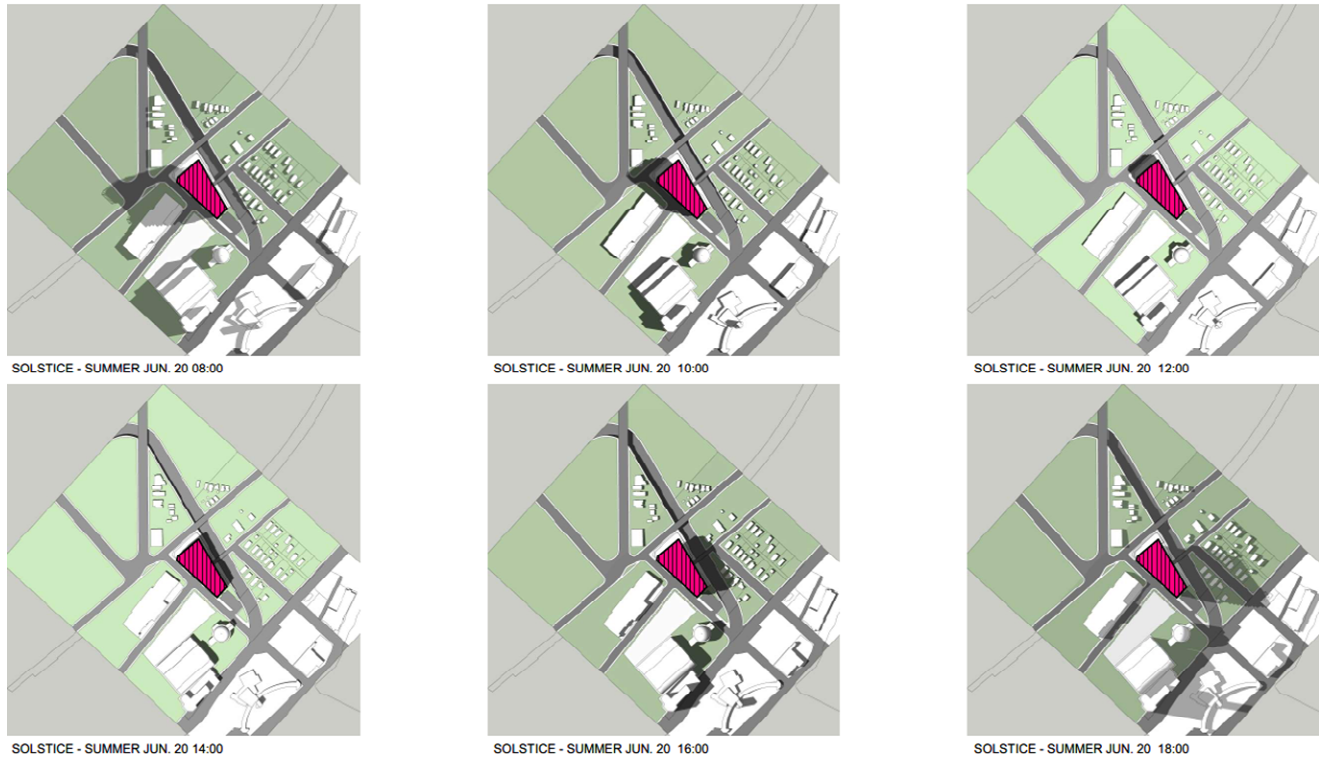 SOLSTICE - SUMMER JUN. 20 08:00
SOLSTICE - SUMMER JUN. 20  10:00
SOLSTICE - SUMMER JUN. 20  12:00
SOLSTICE - SUMMER JUN. 20 14:00
SOLSTICE - SUMMER JUN. 20  16:00
SOLSTICE - SUMMER JUN. 20  18:00